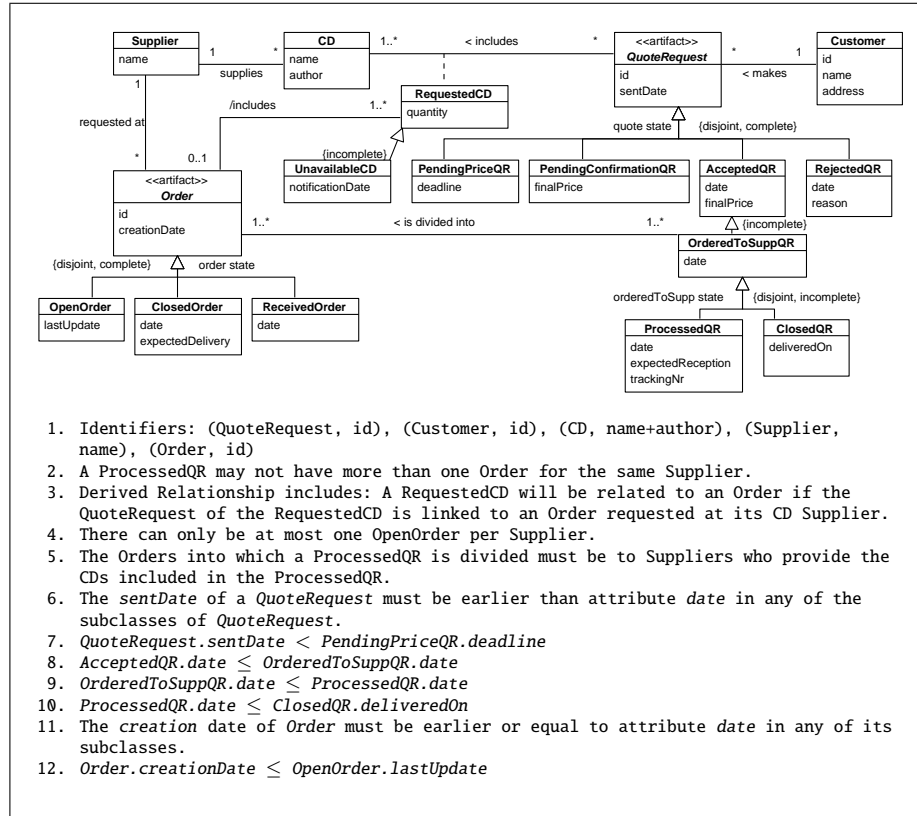 Supplier
name
1
*
supplies
CD
name
author
1..*
< includes
*
<<artifact>>
QuoteRequest
id
sentDate
*
1
< makes
Customer
id
name
address
1
requested at
*
/includes
1..*
0..1
RequestedCD
quantity
{incomplete}
UnavailableCD
notificationDate
quote state
{disjoint, complete}
PendingPriceQR
deadline
PendingConfirmationQR
finalPrice
AcceptedQR
date
finalPrice
RejectedQR
date
reason
<<artifact>>
Order
id
creationDate
1..*
< is divided into
1..*
{incomplete}
OrderedToSuppQR
date
{disjoint, complete}
order state
orderedToSupp state
{disjoint, incomplete}
OpenOrder
lastUpdate
ClosedOrder
date
expectedDelivery
ReceivedOrder
date
ProcessedQR
date
expectedReception
trackingNr
ClosedQR
deliveredOn
1. Identifiers: (QuoteRequest, id), (Customer, id), (CD, name+author), (Supplier,
name), (Order, id)
2. A ProcessedQR may not have more than one Order for the same Supplier.
3. Derived Relationship includes: A RequestedCD will be related to an Order if the
QuoteRequest of the RequestedCD is linked to an Order requested at its CD Supplier.
4. There can only be at most one OpenOrder per Supplier.
5. The Orders into which a ProcessedQR is divided must be to Suppliers who provide the
CDs included in the ProcessedQR.
6. The sentDate of a QuoteRequest must be earlier than attribute date in any of the
subclasses of QuoteRequest.
7. QuoteRequest.sentDate < PendingPriceQR.deadline
8. AcceptedQR.date ≤ OrderedToSuppQR.date
9. OrderedToSuppQR.date ≤ ProcessedQR.date
10. ProcessedQR.date ≤ ClosedQR.deliveredOn
11. The creation date of Order must be earlier or equal to attribute date in any of its
subclasses.
12. Order.creationDate ≤ OpenOrder.lastUpdate